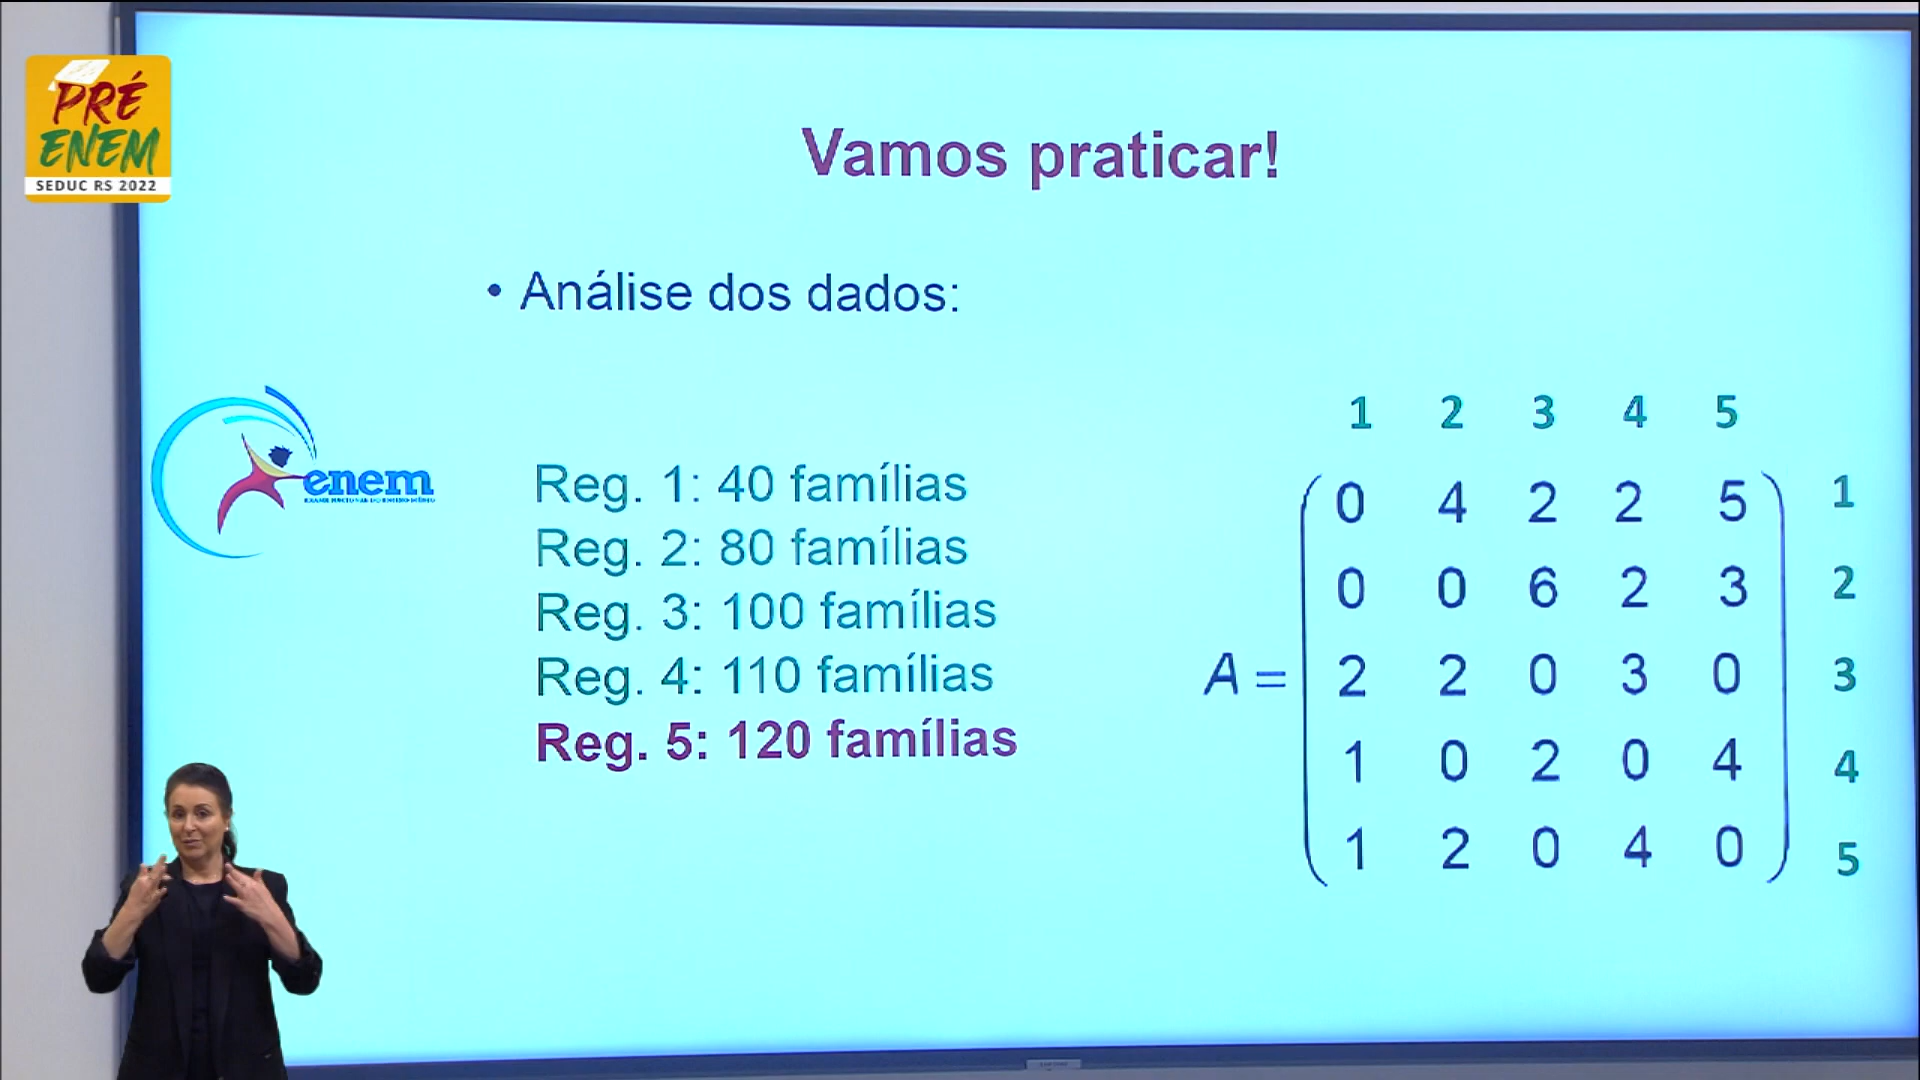 PRÉ
ENEM
SEDUC RS 2022
Vamos praticar!
• Análise dos dados:
enem
Reg. 1: 40 famílias
Reg. 2: 80 famílias
Reg. 3: 100 famílias
Reg. 4: 110 famílias
Reg. 5: 120 famílias
1 2 3 4 5
0 4 2 2 5 1
0 0 6 2 3 2
A = 2 2 0 3 0 3
1 0 2 0 4 4
1 2 0 4 0 5